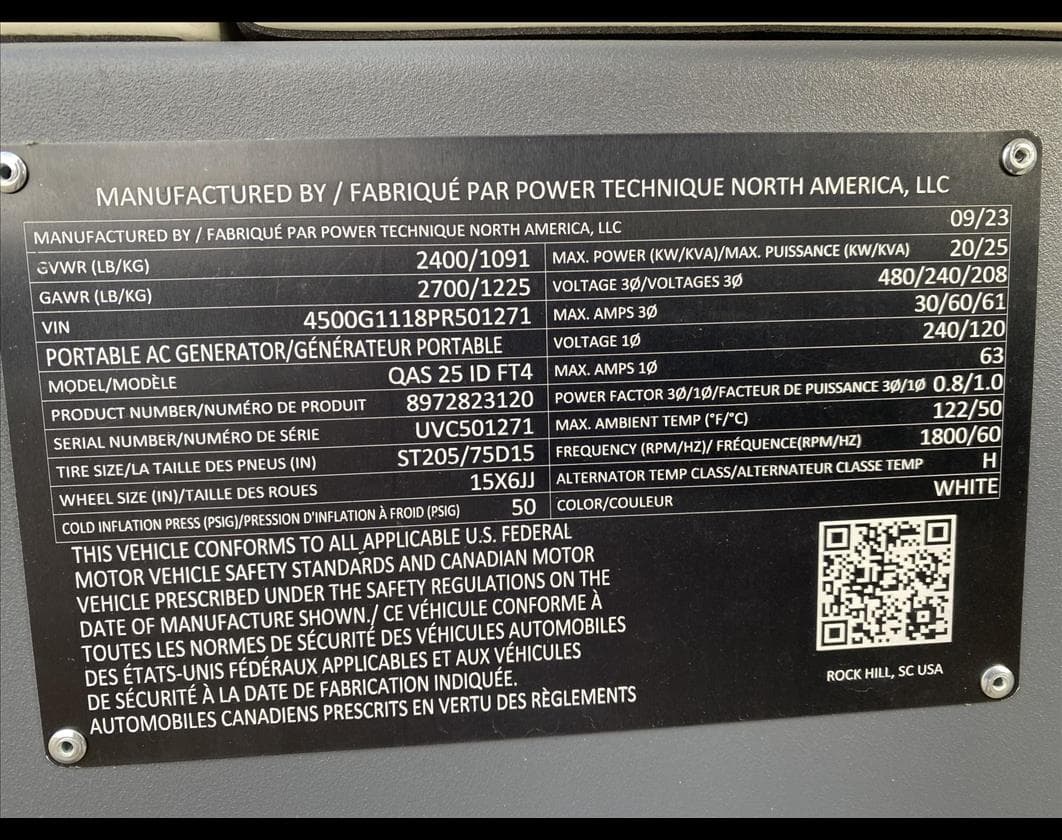 MANUFACTURED BY / FABRIQUÉ PAR POWER TECHNIQUE NORTH AMERICA, LLC
MANUFACTURED BY / FABRIQUÉ PAR POWER TECHNIQUE NORTH AMERICA, LLC 09/23
GVWR (LB/KG) 2400/1091
GAWR (LB/KG) 2700/1225
VIN 4500G1118PR501271
PORTABLE AC GENERATOR/GÉNÉRATEUR PORTABLE
MODEL/MODÈLE QAS 25 ID FT4
PRODUCT NUMBER/NUMÉRO DE PRODUIT 8972823120
SERIAL NUMBER/NUMÉRO DE SÉRIE UVC501271
TIRE SIZE/LA TAILLE DES PNEUS (IN) ST205/75D15
WHEEL SIZE (IN)/TAILLE DES ROUES 15X6JJ
COLD INFLATION PRESS (PSIG)/PRESSION D'INFLATION À FROID (PSIG) 50
MAX. POWER (KW/KVA)/MAX. PUISSANCE (KW/KVA) 20/25
VOLTAGE 3Ø/VOLTAGES 3Ø 480/240/208
MAX. AMPS 3Ø 30/60/61
VOLTAGE 1Ø 240/120
MAX. AMPS 1Ø 63
POWER FACTOR 3Ø/1Ø/FACTEUR DE PUISSANCE 3Ø/1Ø 0.8/1.0
MAX. AMBIENT TEMP (°F/°C) 122/50
FREQUENCY (RPM/HZ)/ FRÉQUENCE(RPM/HZ) 1800/60
ALTERNATOR TEMP CLASS/ALTERNATEUR CLASSE TEMP H
COLOR/COULEUR WHITE
THIS VEHICLE CONFORMS TO ALL APPLICABLE U.S. FEDERAL
MOTOR VEHICLE SAFETY STANDARDS AND CANADIAN MOTOR
VEHICLE PRESCRIBED UNDER THE SAFETY REGULATIONS ON THE
DATE OF MANUFACTURE SHOWN./ CE VÉHICULE CONFORME À
TOUTES LES NORMES DE SÉCURITÉ DES VÉHICULES AUTOMOBILES
DES ÉTATS-UNIS FÉDÉRAUX APPLICABLES ET AUX VÉHICULES
DE SÉCURITÉ À LA DATE DE FABRICATION INDIQUÉE.
AUTOMOBILES CANADIENS PRESCRITS EN VERTU DES RÈGLEMENTS
ROCK HILL, SC USA